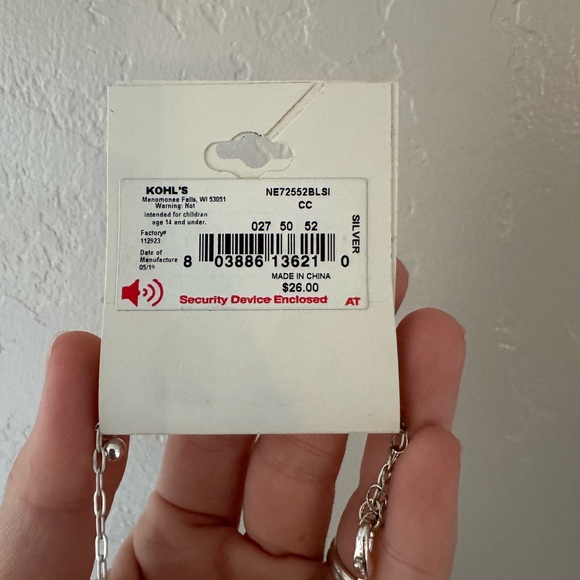 KOHL'S
Menomonee Falls, WI 53051
Warning: Not
intended for children
age 14 and under.
Factory#
112923
Date of
Manufacture
05/19
NE72552BLSI
CC
027 50 52
SILVER
8 03886 13621 0
MADE IN CHINA
$26.00
Security Device Enclosed
AT